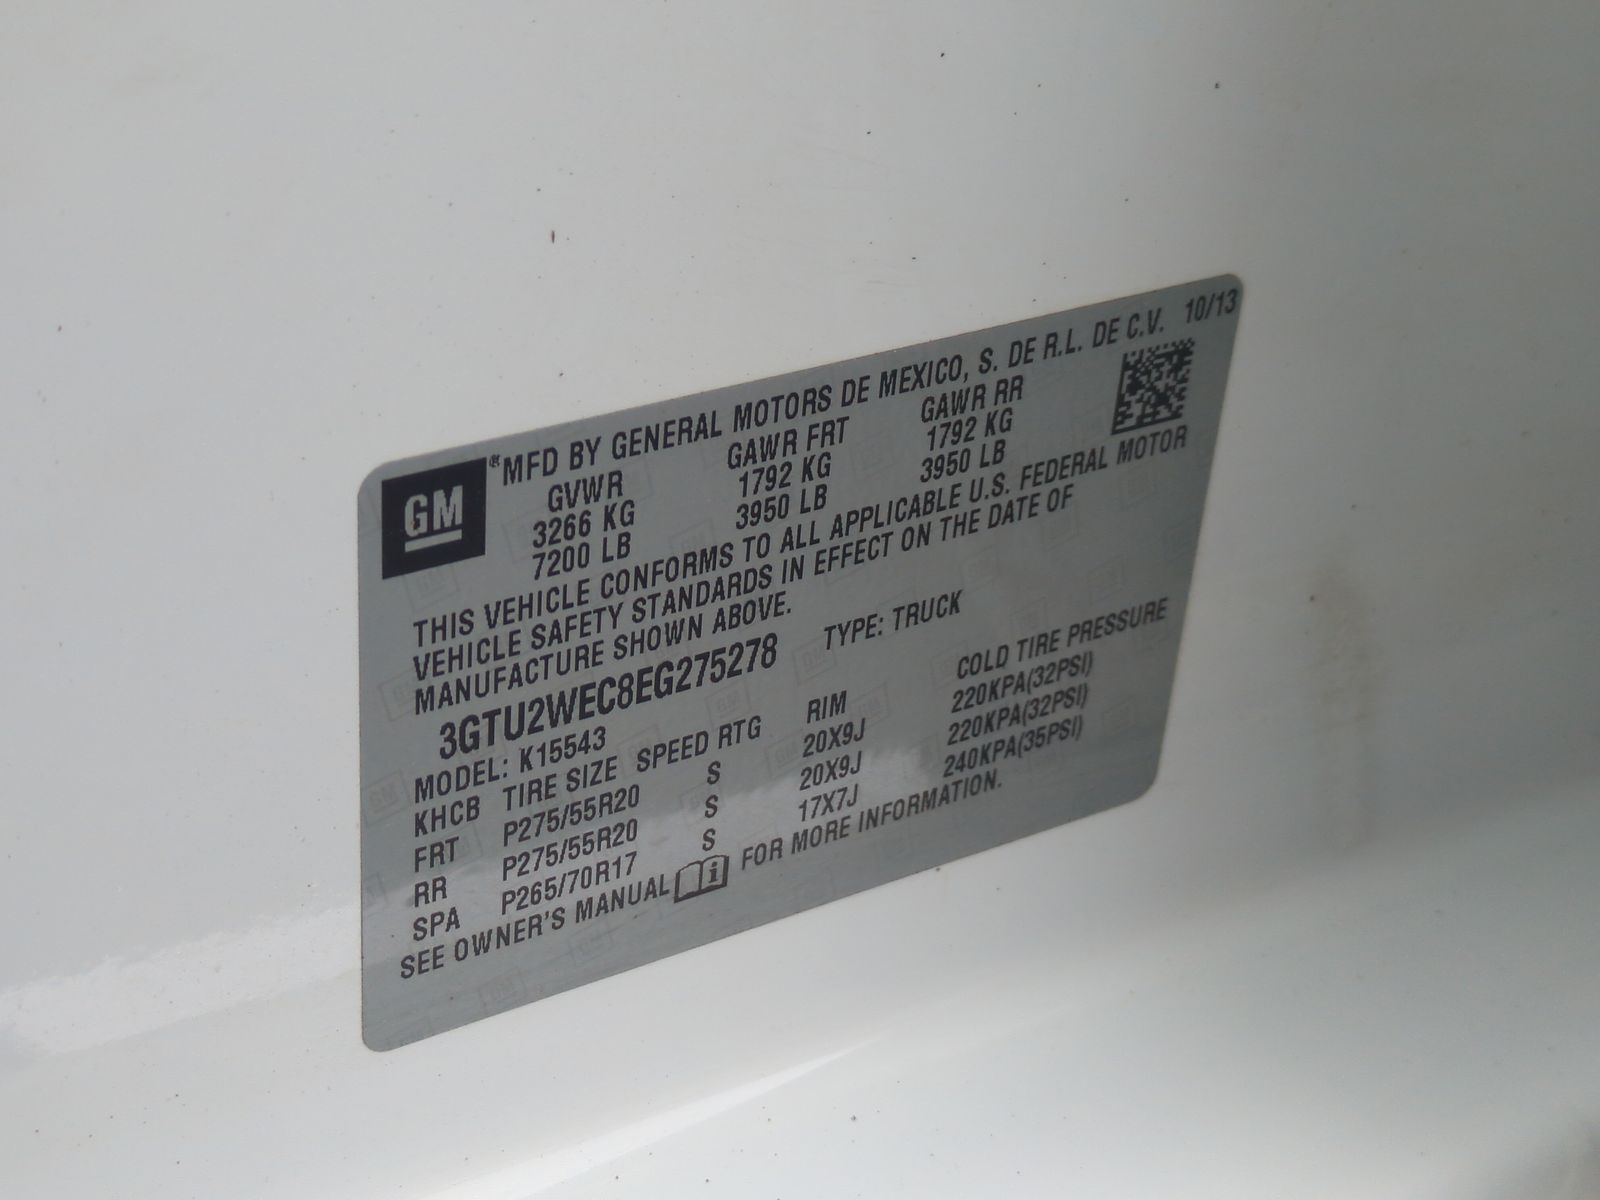 GM
®MFD BY GENERAL MOTORS DE MEXICO, S. DE R.L. DE C.V. 10/13
GVWR GAWR FRT GAWR RR
3266 KG 1792 KG 1792 KG
7200 LB 3950 LB 3950 LB
THIS VEHICLE CONFORMS TO ALL APPLICABLE U.S. FEDERAL MOTOR
VEHICLE SAFETY STANDARDS IN EFFECT ON THE DATE OF
MANUFACTURE SHOWN ABOVE.
3GTU2WEC8EG275278 TYPE: TRUCK
MODEL: K15543
KHCB TIRE SIZE SPEED RTG RIM COLD TIRE PRESSURE
FRT P275/55R20 S 20X9J 220KPA(32PSI)
RR P275/55R20 S 20X9J 220KPA(32PSI)
SPA P265/70R17 S 17X7J 240KPA(35PSI)
SEE OWNER'S MANUAL i FOR MORE INFORMATION.